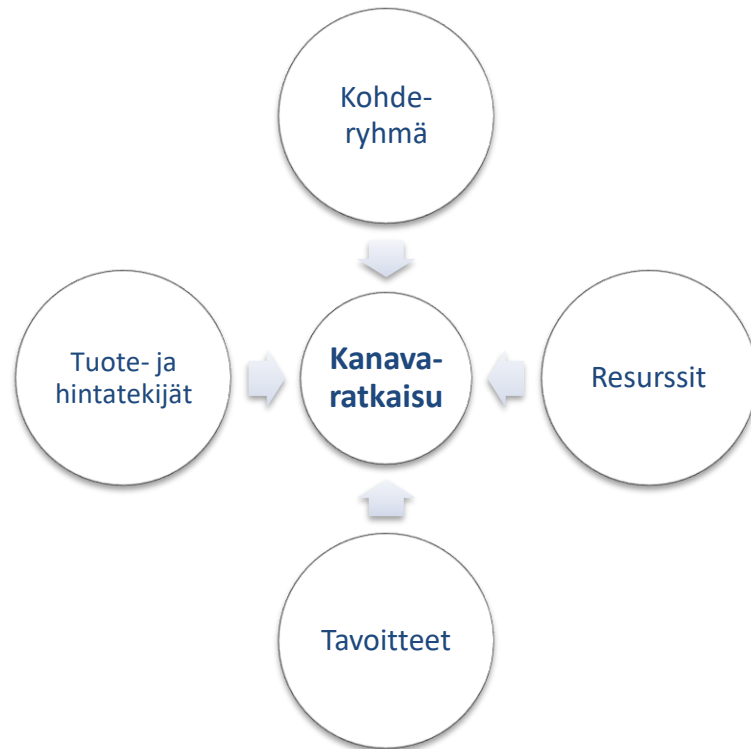 Kohde-
ryhmä
Tuote- ja
hintatekijät
Kanava-
ratkaisu
Resurssit
Tavoitteet